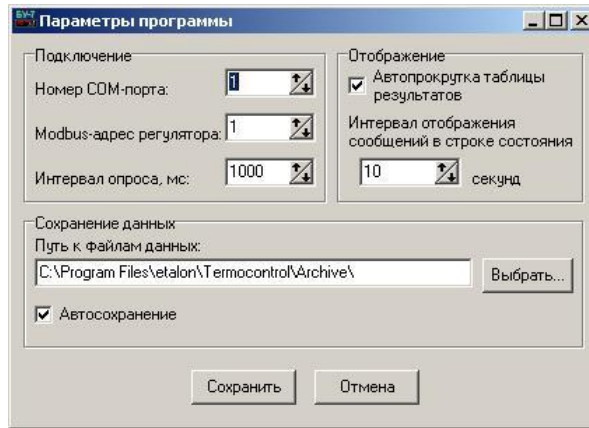 БУ-7
Параметры программы
Подключение
Номер COM-порта:
1
Modbus-адрес регулятора:
1
Интервал опроса, мс:
1000
Отображение
Автопрокрутка таблицы
результатов
Интервал отображения
сообщений в строке состояния
10
секунд
Сохранение данных
Путь к файлам данных:
C:\Program Files\etalon\Termocontrol\Archive\
Выбрать...
Автосохранение
Сохранить
Отмена